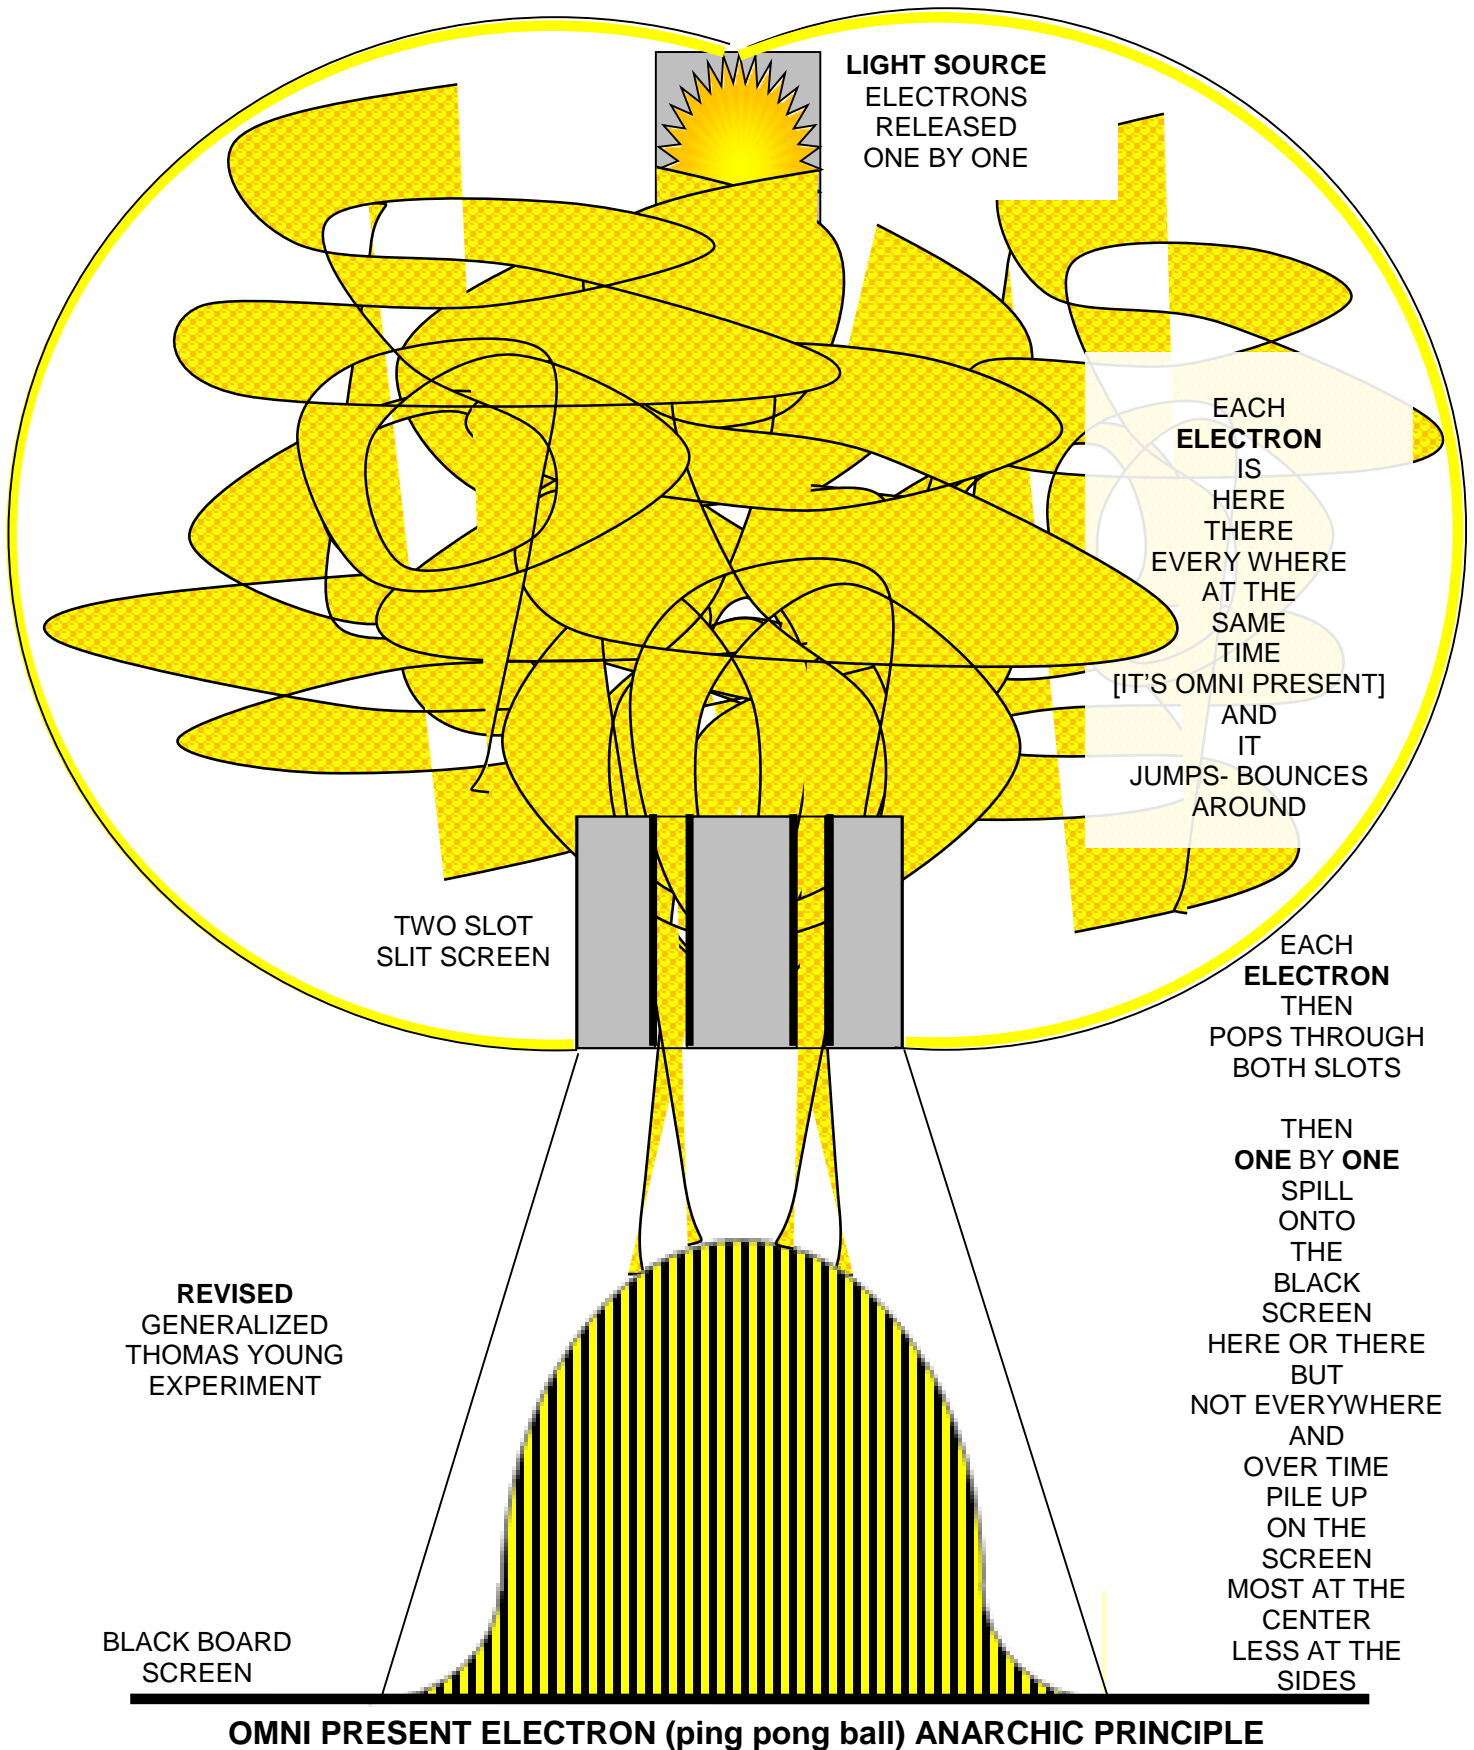 LIGHT SOURCE
ELECTRONS
RELEASED
ONE BY ONE
EACH
ELECTRON
IS
HERE
THERE
EVERY WHERE
AT THE
SAME
TIME
[IT'S OMNI PRESENT]
AND
IT
JUMPS- BOUNCES
AROUND
TWO SLOT
SLIT SCREEN
EACH
ELECTRON
THEN
POPS THROUGH
BOTH SLOTS
THEN
ONE BY ONE
SPILL
ONTO
THE
BLACK
SCREEN
HERE OR THERE
BUT
NOT EVERYWHERE
AND
OVER TIME
PILE UP
ON THE
SCREEN
MOST AT THE
CENTER
LESS AT THE
SIDES
REVISED
GENERALIZED
THOMAS YOUNG
EXPERIMENT
BLACK BOARD
SCREEN
OMNI PRESENT ELECTRON (ping pong ball) ANARCHIC PRINCIPLE